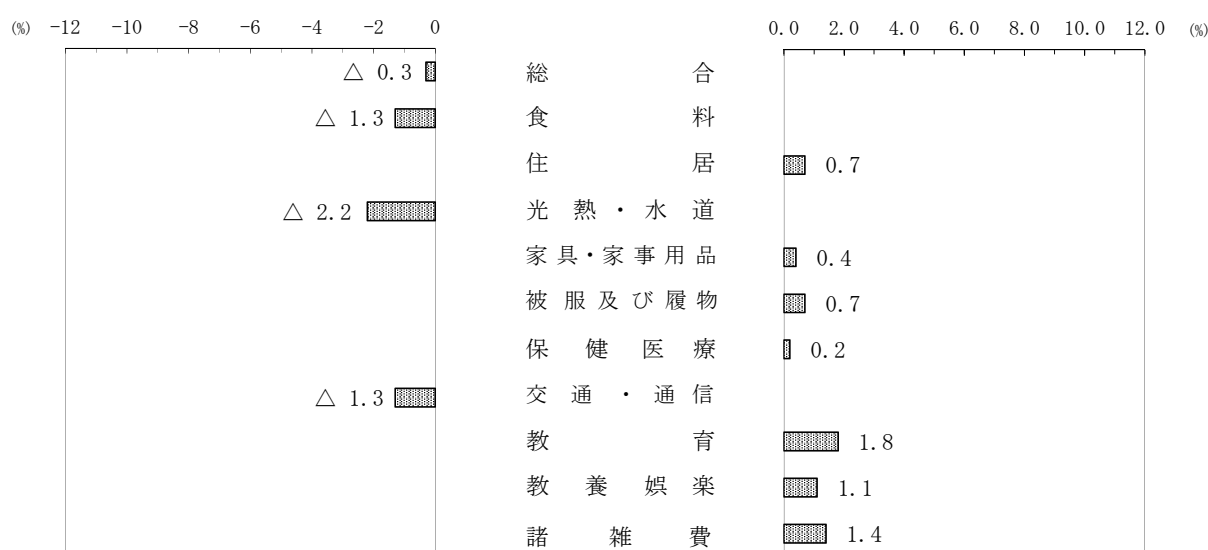 (%) -12 -10 -8 -6 -4 -2 0 0.0 2.0 4.0 6.0 8.0 10.0 12.0 (%)
△ 0.3 総合
△ 1.3 食料
住居 0.7
△ 2.2 光熱・水道
家具・家事用品 0.4
被服及び履物 0.7
保健医療 0.2
△ 1.3 交通・通信
教育 1.8
教養娯楽 1.1
諸雑費 1.4